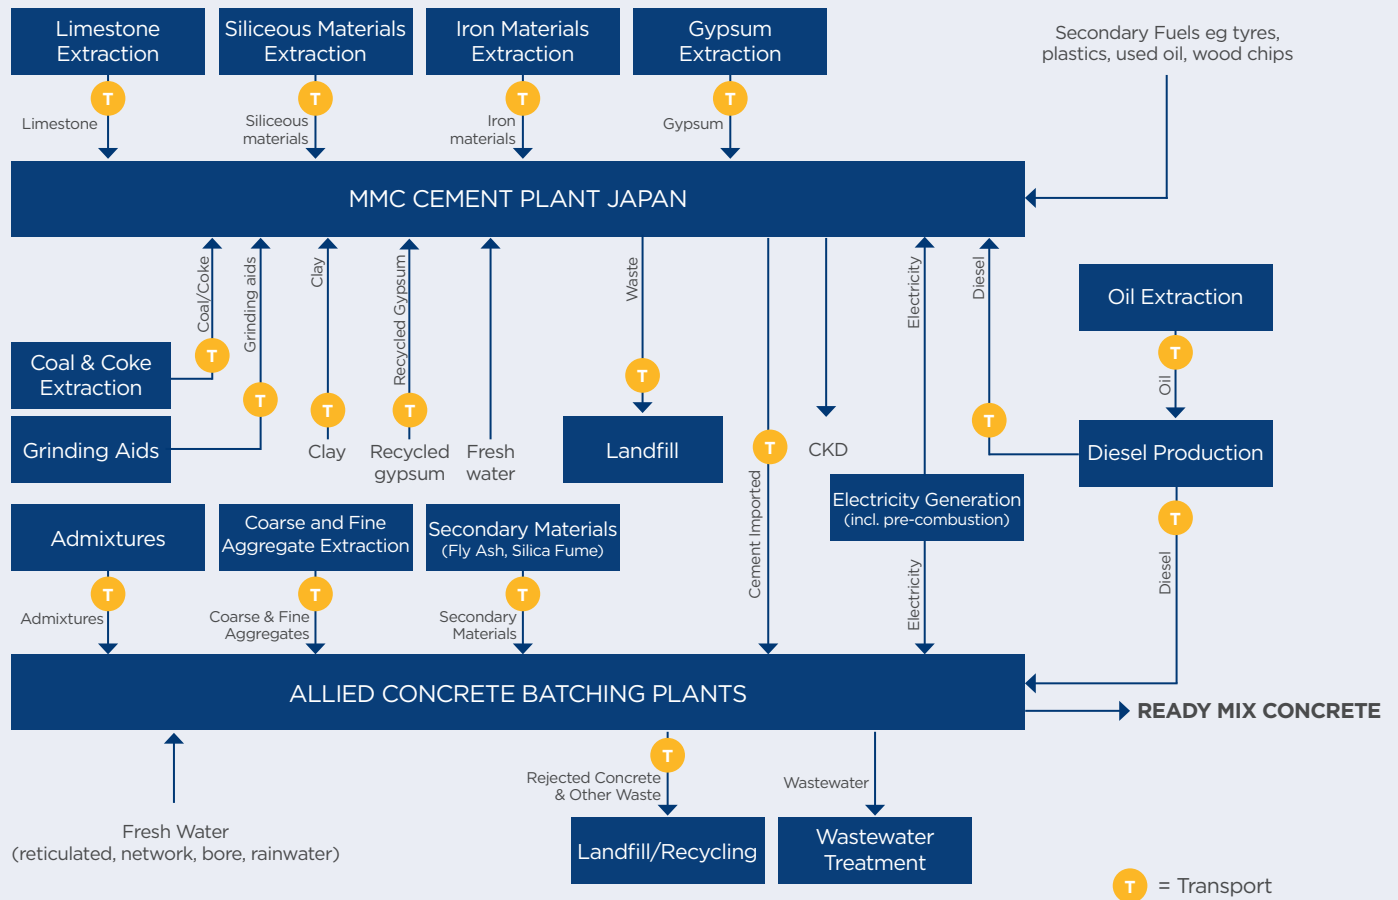 Limestone
Extraction
Siliceous Materials
Extraction
Iron Materials
Extraction
Gypsum
Extraction
Secondary Fuels eg tyres,
plastics, used oil, wood chips
T
T
T
T
Limestone
Siliceous
materials
Iron
materials
Gypsum
MMC CEMENT PLANT JAPAN
Coal/Coke
Grinding aids
Clay
Recycled Gypsum
Waste
Electricity
Diesel
Oil Extraction
T
Oil
Coal & Coke
Extraction
T
Grinding Aids
T
T
Clay
T
Recycled
gypsum
Fresh
water
T
Landfill
T
Cement Imported
CKD
T
Diesel Production
Electricity Generation
(incl. pre-combustion)
Electricity
T
Diesel
Admixtures
Coarse and Fine
Aggregate Extraction
Secondary Materials
(Fly Ash, Silica Fume)
T
T
T
Admixtures
Coarse & Fine
Aggregates
Secondary
Materials
ALLIED CONCRETE BATCHING PLANTS
READY MIX CONCRETE
T
Rejected Concrete
& Other Waste
Wastewater
Fresh Water
(reticulated, network, bore, rainwater)
Landfill/Recycling
Wastewater
Treatment
T = Transport